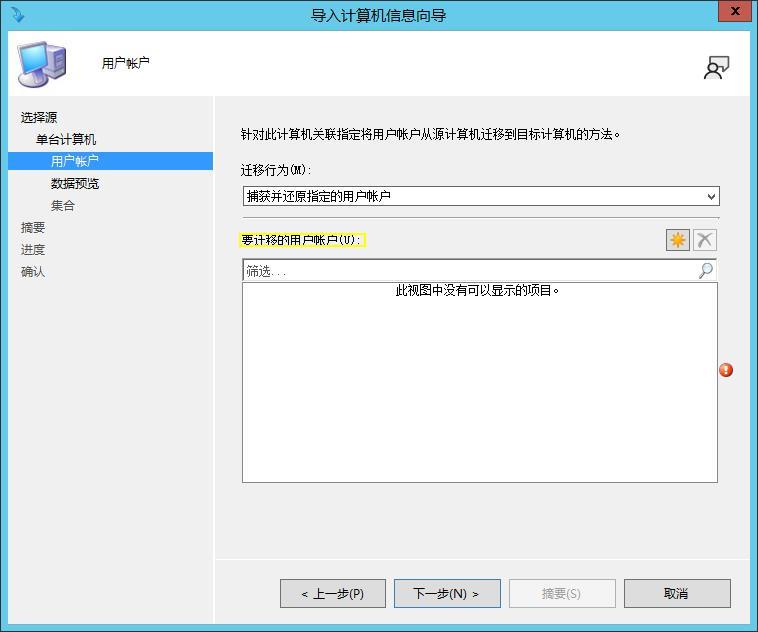 导入计算机信息向导
x
用户帐户
选择源
单台计算机
用户帐户
数据预览
集合
摘要
进度
确认
针对此计算机关联指定将用户帐户从源计算机迁移到目标计算机的方法。
迁移行为(M):
捕获并还原指定的用户帐户
要迁移的用户帐户(U):
筛选...
此视图中没有可以显示的项目。
< 上一步(P)
下一步(N) >
摘要(S)
取消